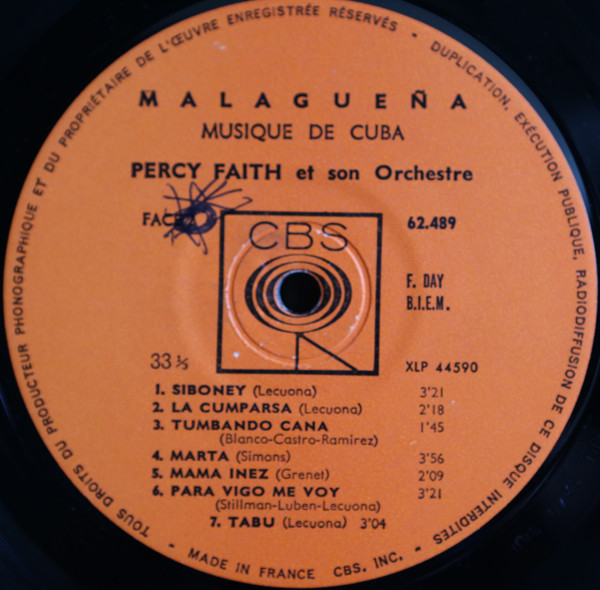 TOUS DROITS DU PRODUCTEUR PHONOGRAPHIQUE ET DU PROPRIÉTAIRE DE L'ŒUVRE ENREGISTRÉE RÉSERVÉS - DUPLICATION, EXÉCUTION PUBLIQUE, RADIODIFFUSION DE CE DISQUE INTERDITES -
MALAGUEÑA
MUSIQUE DE CUBA
PERCY FAITH et son Orchestre
FACE
62.489
CBS
F. DAY
B.I.E.M.
33 ⅓
XLP 44590
1. SIBONEY (Lecuona) 3'21
2. LA CUMPARSA (Lecuona) 2'18
3. TUMBANDO CANA 1'45
(Blanco-Castro-Ramirez)
4. MARTA (Simons) 3'56
5. MAMA INEZ (Grenet) 2'09
6. PARA VIGO ME VOY 3'21
(Stillman-Luben-Lecuona)
7. TABU (Lecuona) 3'04
- MADE IN FRANCE CBS. INC. -